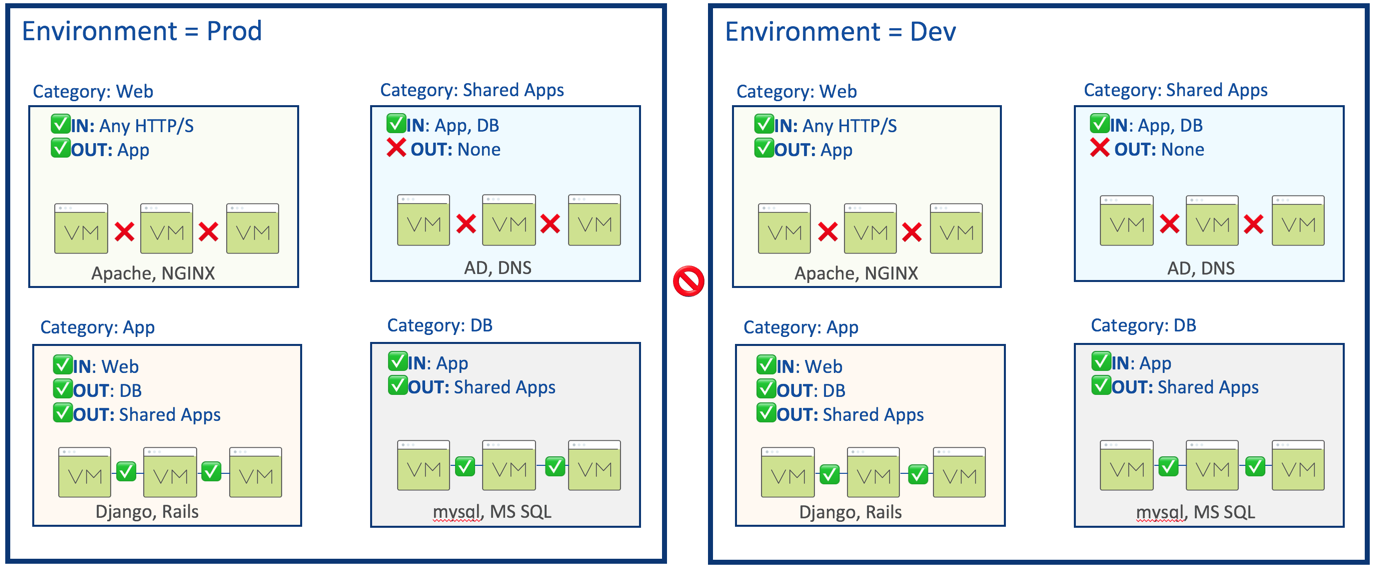 Environment = Prod
Category: Web
IN: Any HTTP/S
OUT: App
VM VM VM
Apache, NGINX
Category: Shared Apps
IN: App, DB
OUT: None
VM VM VM
AD, DNS
Category: App
IN: Web
OUT: DB
OUT: Shared Apps
VM VM VM
Django, Rails
Category: DB
IN: App
OUT: Shared Apps
VM VM VM
mysql, MS SQL
Environment = Dev
Category: Web
IN: Any HTTP/S
OUT: App
VM VM VM
Apache, NGINX
Category: Shared Apps
IN: App, DB
OUT: None
VM VM VM
AD, DNS
Category: App
IN: Web
OUT: DB
OUT: Shared Apps
VM VM VM
Django, Rails
Category: DB
IN: App
OUT: Shared Apps
VM VM VM
mysql, MS SQL